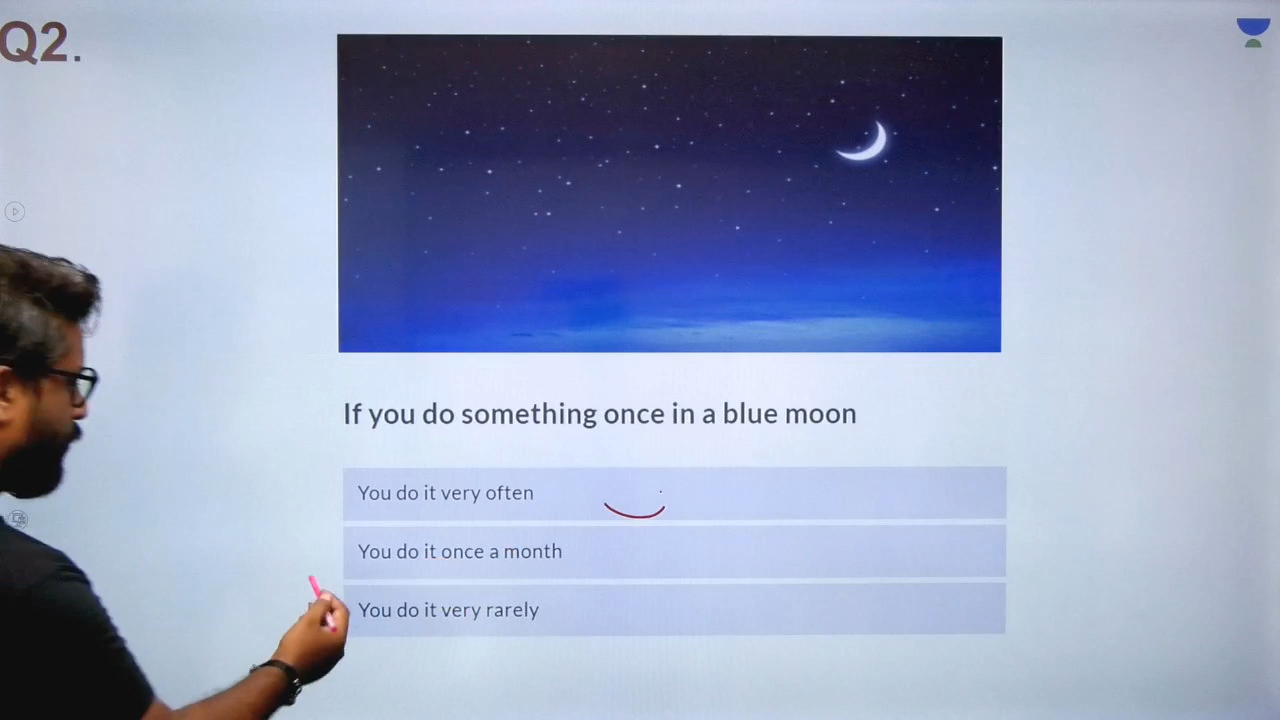 Q2.
If you do something once in a blue moon
You do it very often
You do it once a month
You do it very rarely